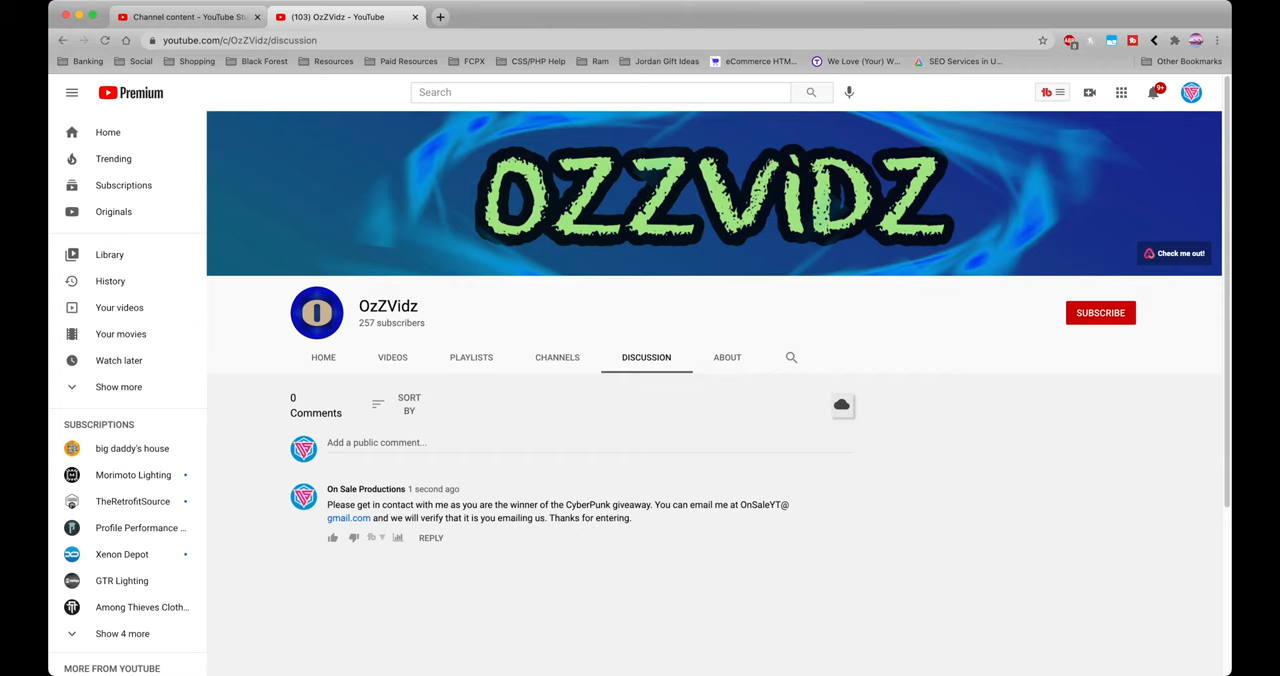 Channel content - YouTube Stu
(103) OzZVidz - YouTube
youtube.com/c/OzZVidz/discussion
Banking Social Shopping Black Forest Resources Paid Resources FCPX CSS/PHP Help Ram Jordan Gift Ideas eCommerce HTM... We Love (Your) W... SEO Services in U... Other Bookmarks
Premium
Search
9+
Home
Trending
Subscriptions
Originals
Library
History
Your videos
Your movies
Watch later
Show more
SUBSCRIPTIONS
big daddy's house
Morimoto Lighting
TheRetrofitSource
Profile Performance ...
Xenon Depot
GTR Lighting
Among Thieves Cloth...
Show 4 more
MORE FROM YOUTUBE
OZZViDZ
Check me out!
OzZVidz
257 subscribers
SUBSCRIBE
HOME VIDEOS PLAYLISTS CHANNELS DISCUSSION ABOUT
0
Comments
SORT
BY
Add a public comment...
On Sale Productions 1 second ago
Please get in contact with me as you are the winner of the CyberPunk giveaway. You can email me at OnSaleYT@
gmail.com and we will verify that it is you emailing us. Thanks for entering.
REPLY